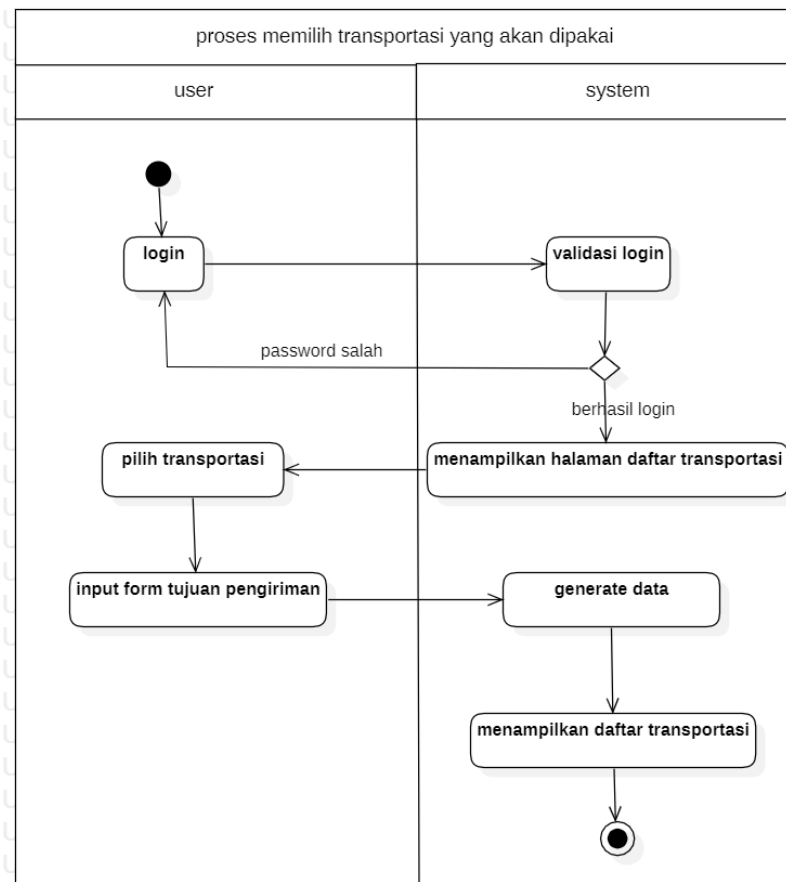 proses memilih transportasi yang akan dipakai
user
system
login
validasi login
password salah
berhasil login
pilih transportasi
menampilkan halaman daftar transportasi
input form tujuan pengiriman
generate data
menampilkan daftar transportasi